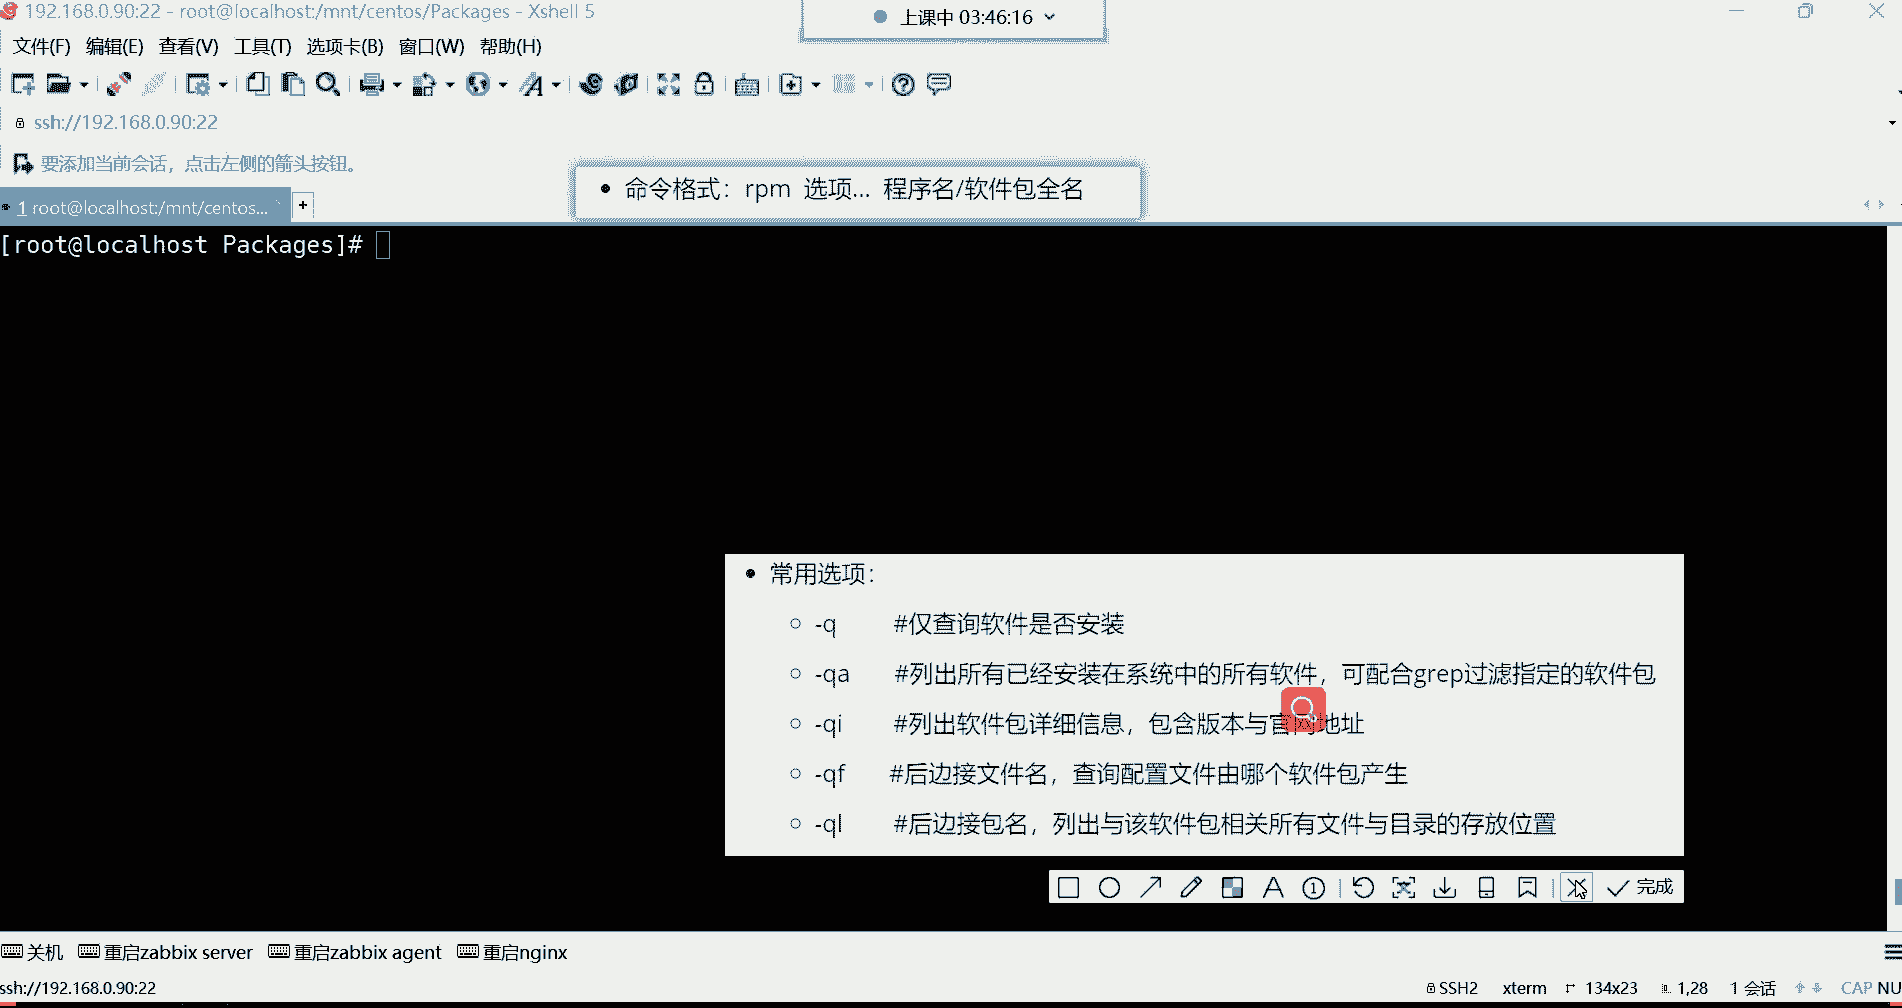 192.168.0.90:22 - root@localhost:/mnt/centos/Packages - Xshell 5
上课中 03:46:16
文件(F) 编辑(E) 查看(V) 工具(T) 选项卡(B) 窗口(W) 帮助(H)
ssh://192.168.0.90:22
要添加当前会话，点击左侧的箭头按钮。
• 命令格式：rpm 选项... 程序名/软件包全名
1 root@localhost:/mnt/centos... +
[root@localhost Packages]#
• 常用选项：
○ -q #仅查询软件是否安装
○ -qa #列出所有已经安装在系统中的所有软件，可配合grep过滤指定的软件包
○ -qi #列出软件包详细信息，包含版本与官网地址
○ -qf #后边接文件名，查询配置文件由哪个软件包产生
○ -ql #后边接包名，列出与该软件包相关所有文件与目录的存放位置
完成
关机 重启zabbix server 重启zabbix agent 重启nginx
ssh://192.168.0.90:22 SSH2 xterm 134x23 1,28 1 会话 CAP NU